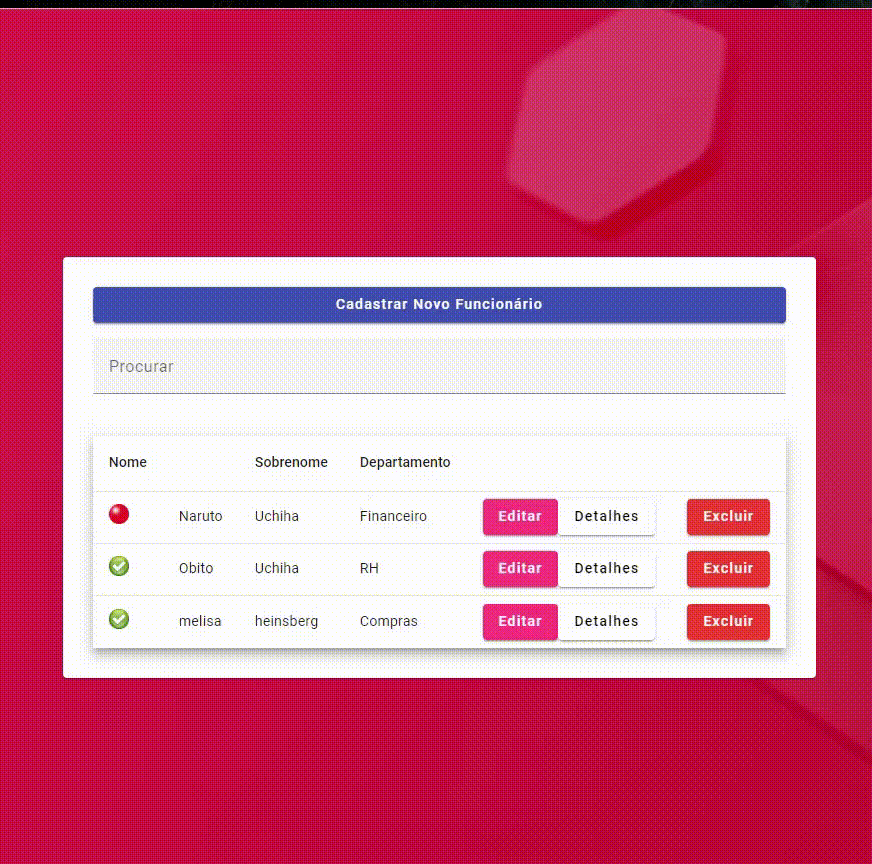 Cadastrar Novo Funcionário
Procurar
Nome Sobrenome Departamento
Naruto Uchiha Financeiro Editar Detalhes Excluir
Obito Uchiha RH Editar Detalhes Excluir
melisa heinsberg Compras Editar Detalhes Excluir